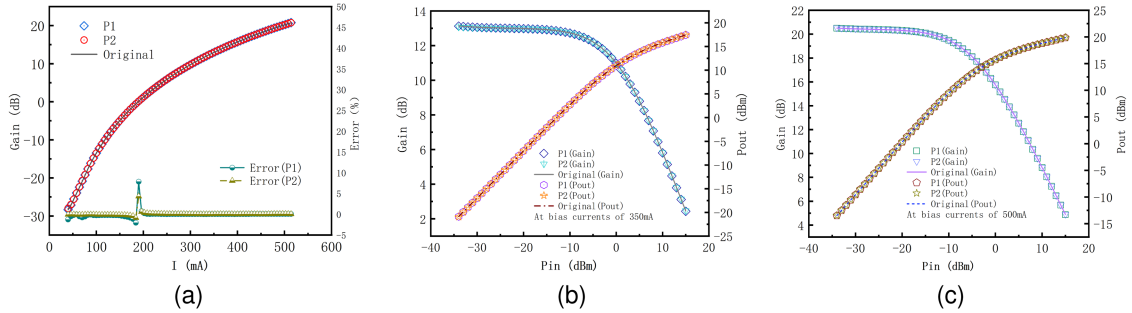 P1
P2
Original
Error(P1)
Error(P2)
Gain (dB)
20
10
0
-10
-20
-30
Error (%)
50
45
40
35
30
25
20
15
10
5
0
-5
0 100 200 300 400 500 600
I (mA)
(a)
P1(Gain)
P2(Gain)
Original(Gain)
P1(Pout)
P2(Pout)
Original(Pout)
At bias currents of 350mA
Gain (dB)
14
12
10
8
6
4
2
Pout (dBm)
20
15
10
5
0
-5
-10
-15
-20
-25
-40 -30 -20 -10 0 10 20
Pin (dBm)
(b)
P1(Gain)
P2(Gain)
Original(Gain)
P1(Pout)
P2(Pout)
Original(Pout)
At bias currents of 500mA
Gain (dB)
22
20
18
16
14
12
10
8
6
4
Pout (dBm)
25
20
15
10
5
0
-5
-10
-15
-40 -30 -20 -10 0 10 20
Pin (dBm)
(c)